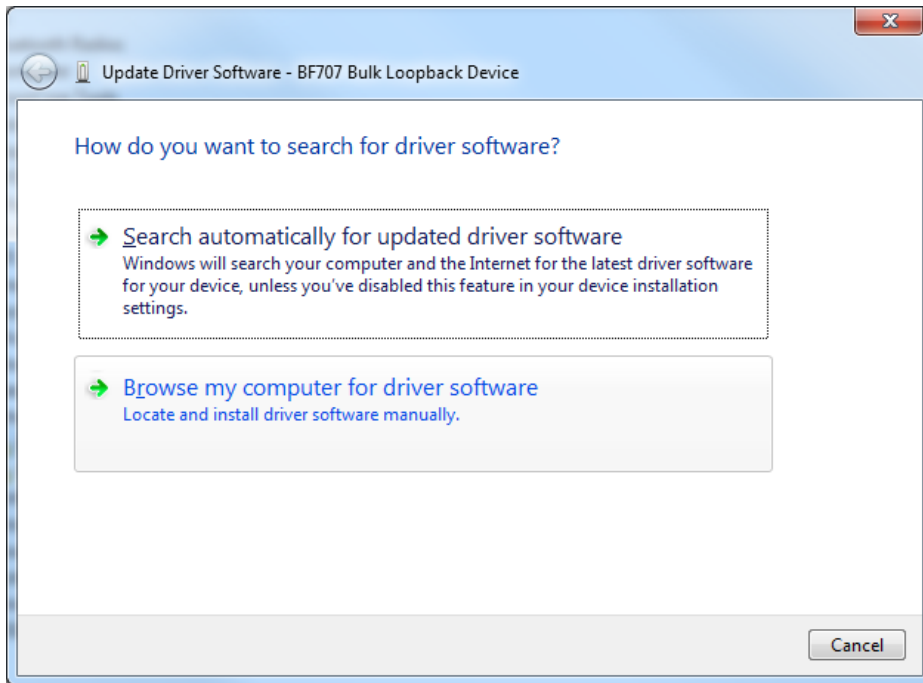 Update Driver Software - BF707 Bulk Loopback Device
How do you want to search for driver software?
Search automatically for updated driver software
Windows will search your computer and the Internet for the latest driver software
for your device, unless you've disabled this feature in your device installation
settings.
Browse my computer for driver software
Locate and install driver software manually.
Cancel